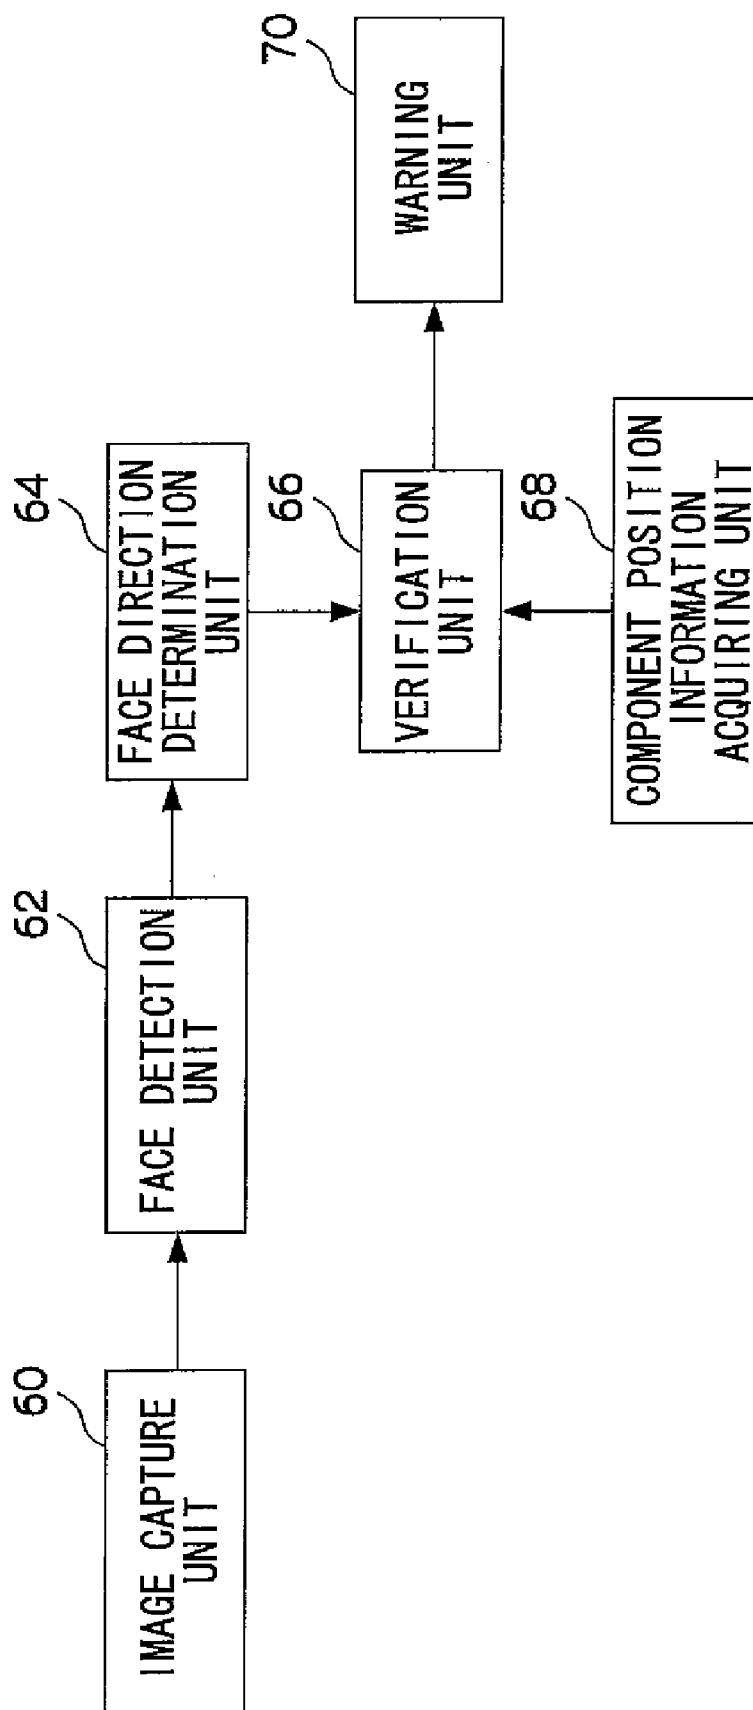 60
IMAGE CAPTURE
UNIT
62
FACE DETECTION
UNIT
64
FACE DIRECTION
DETERMINATION
UNIT
66
VERIFICATION
UNIT
68
COMPONENT POSITION
INFORMATION
ACQUIRING UNIT
70
WARNING
UNIT